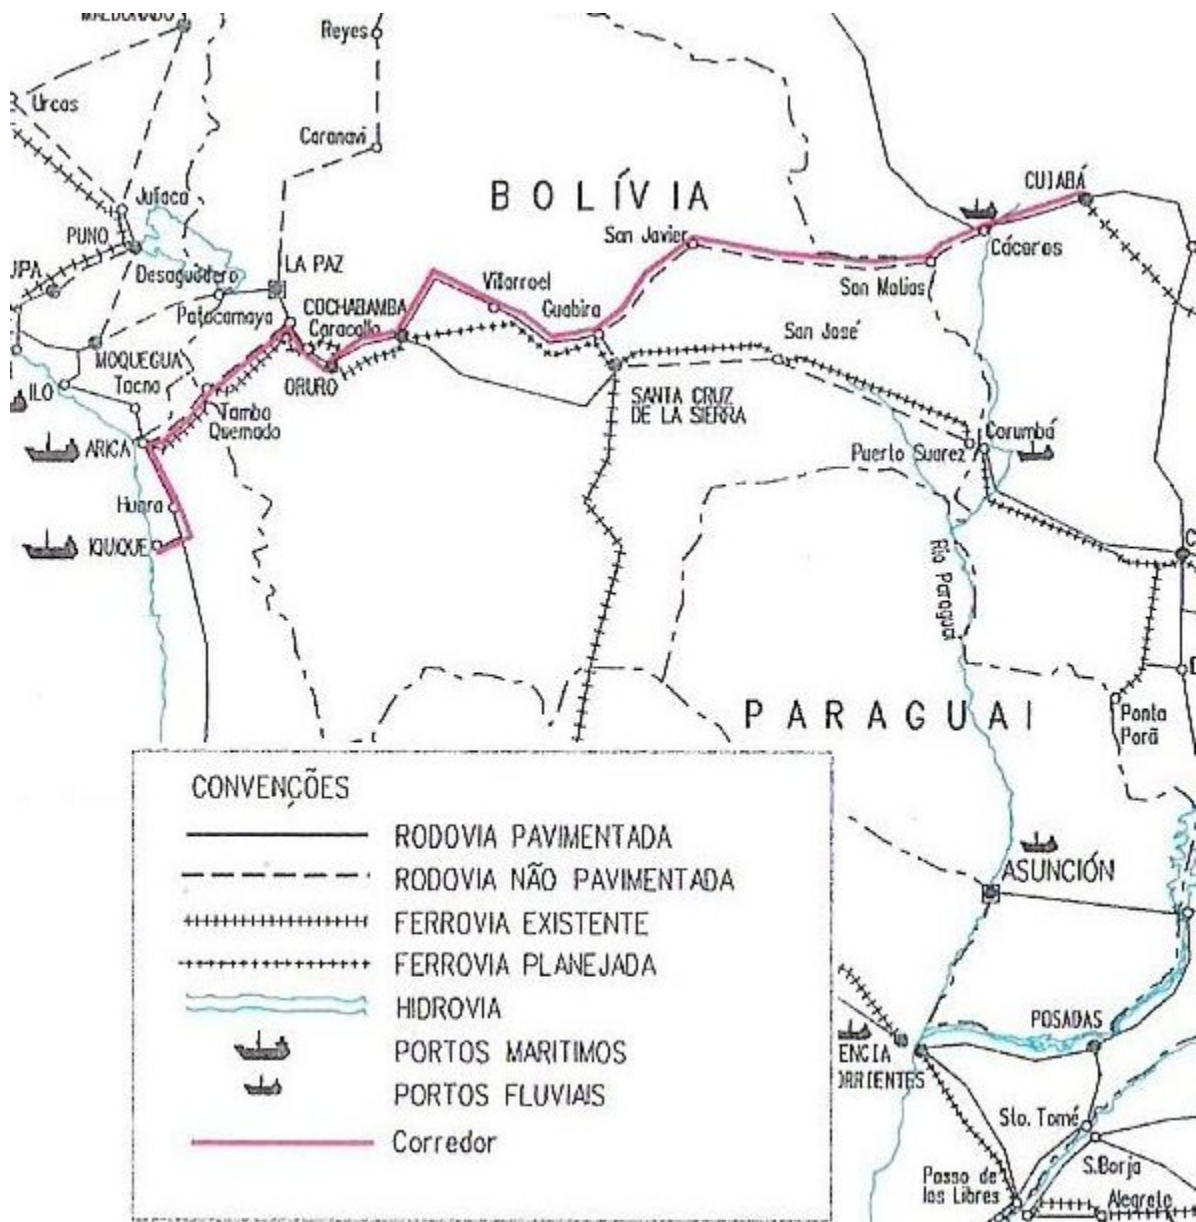 MALDONADO
Reyes
Urcos
Caranavi
BOLÍVIA
CUIABÁ
Juliaca
San Javier
PUNO
Cáceres
Desaguadero
LA PAZ
San Matias
Villarroel
COCHABAMBA
Patacamaya
Guabira
Caracollo
San José
MOQUEGUA
ORURO
Tacna
ILO
SANTA CRUZ
DE LA SIERRA
Tambo
Quemado
Corumbá
ARICA
Puerto Suarez
Huara
IQUIQUE
Rio Paraguai
PARAGUAI
Ponta
Porã
CONVENÇÕES
RODOVIA PAVIMENTADA
ASUNCIÓN
RODOVIA NÃO PAVIMENTADA
FERROVIA EXISTENTE
FERROVIA PLANEJADA
HIDROVIA
POSADAS
PORTOS MARITIMOS
ENCIA
ORRIENTES
PORTOS FLUVIAIS
Sto. Tomé
Corredor
S.Borja
Passo de
los Libres
Alegrete